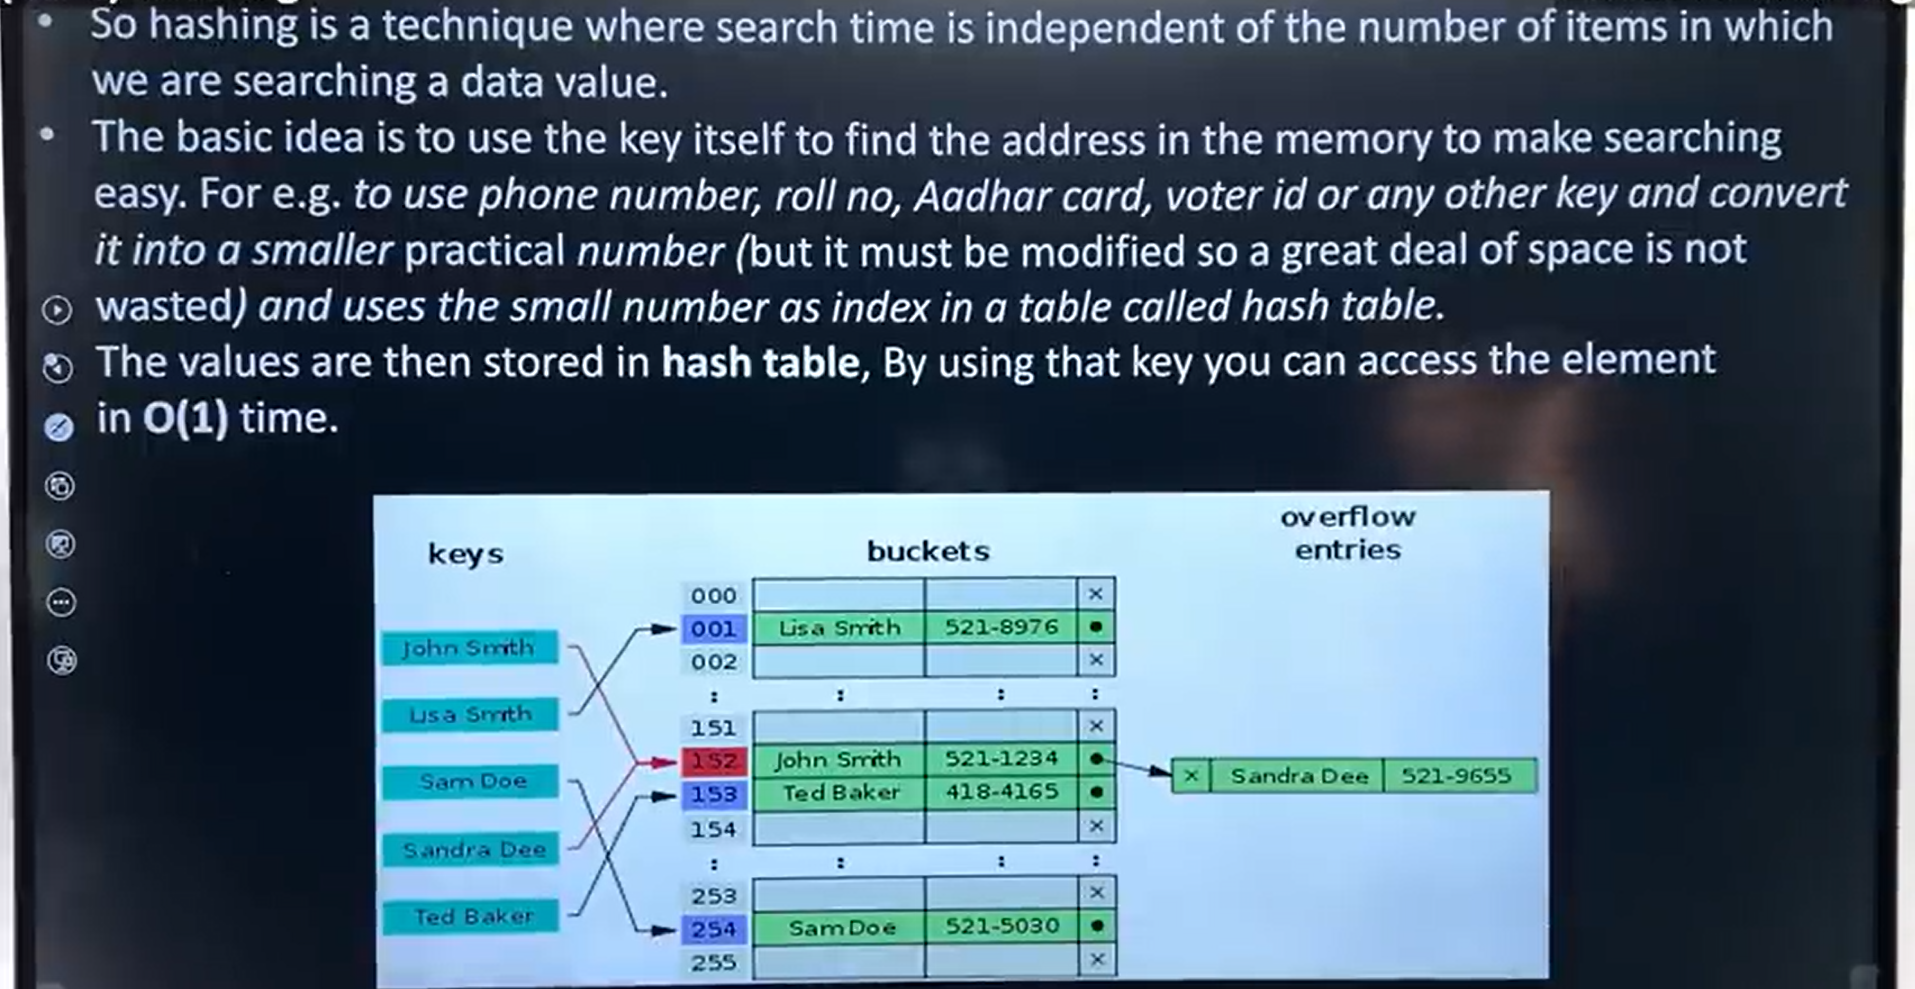 So hashing is a technique where search time is independent of the number of items in which
we are searching a data value.
The basic idea is to use the key itself to find the address in the memory to make searching
easy. For e.g. to use phone number, roll no, Aadhar card, voter id or any other key and convert
it into a smaller practical number (but it must be modified so a great deal of space is not
wasted) and uses the small number as index in a table called hash table.
The values are then stored in hash table, By using that key you can access the element
in O(1) time.
keys
buckets
overflow
entries
John Smith
Lisa Smith
Sam Doe
Sandra Dee
Ted Baker
000 ×
001 Lisa Smith 521-8976
002 ×
: : : :
151 ×
152 John Smith 521-1234
153 Ted Baker 418-4165
154 ×
: : : :
253 ×
254 Sam Doe 521-5030
255 ×
× Sandra Dee 521-9655